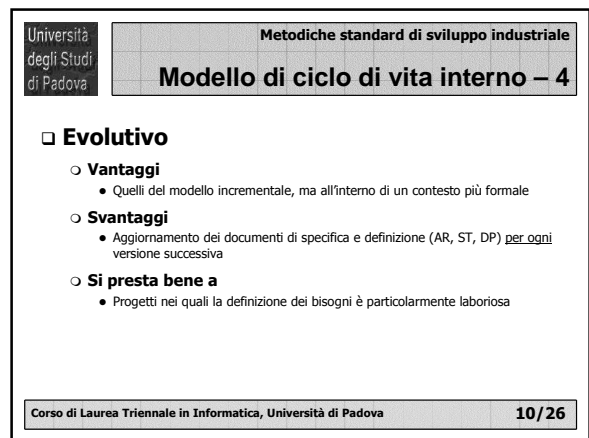 Università
degli Studi
di Padova
Metodiche standard di sviluppo industriale
Modello di ciclo di vita interno – 4
❑ Evolutivo
❍ Vantaggi
● Quelli del modello incrementale, ma all’interno di un contesto più formale
❍ Svantaggi
● Aggiornamento dei documenti di specifica e definizione (AR, ST, DP) per ogni
versione successiva
❍ Si presta bene a
● Progetti nei quali la definizione dei bisogni è particolarmente laboriosa
Corso di Laurea Triennale in Informatica, Università di Padova
10/26